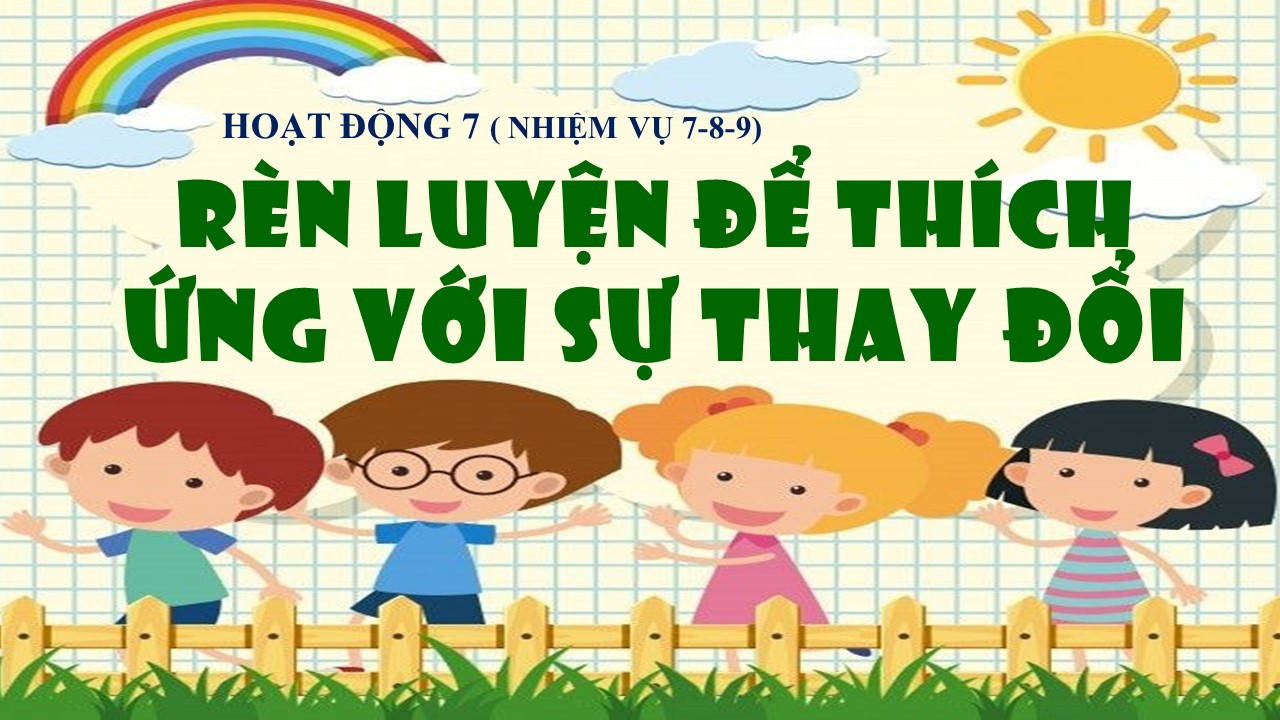 HOẠT ĐỘNG 7 ( NHIỆM VỤ 7-8-9)
RÈN LUYỆN ĐỂ THÍCH
ỨNG VỚI SỰ THAY ĐỔI